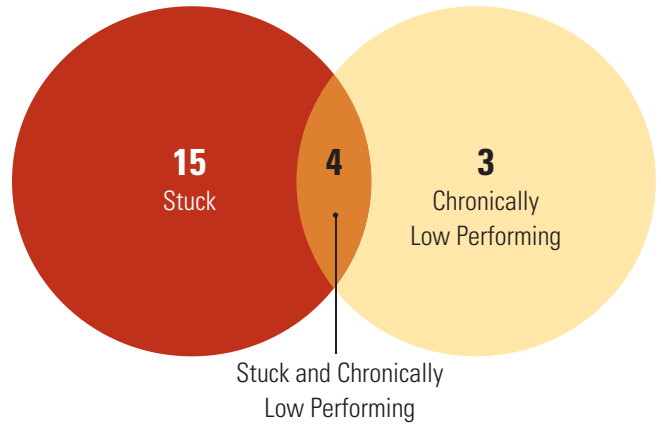 15
Stuck
4
3
Chronically
Low Performing
Stuck and Chronically
Low Performing